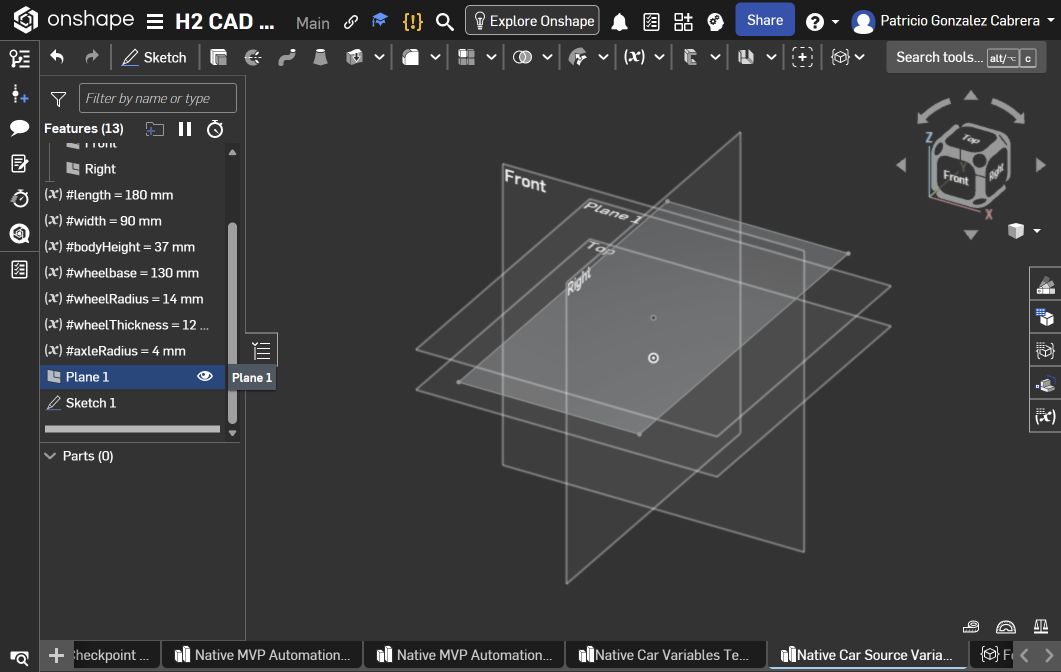 onshape H2 CAD ... Main Explore Onshape Share Patricio Gonzalez Cabrera
Sketch (x) Search tools... alt/⌥ c
Filter by name or type
Features (13)
Front
Right
(x) #length = 180 mm
(x) #width = 90 mm
(x) #bodyHeight = 37 mm
(x) #wheelbase = 130 mm
(x) #wheelRadius = 14 mm
(x) #wheelThickness = 12 ...
(x) #axleRadius = 4 mm
Plane 1
Plane 1
Sketch 1
Parts (0)
Front
Plane 1
Top
Right
Z
Top
Front
Right
X
(x)
Checkpoint ... Native MVP Automation... Native MVP Automation... Native Car Variables Te... Native Car Source Varia...